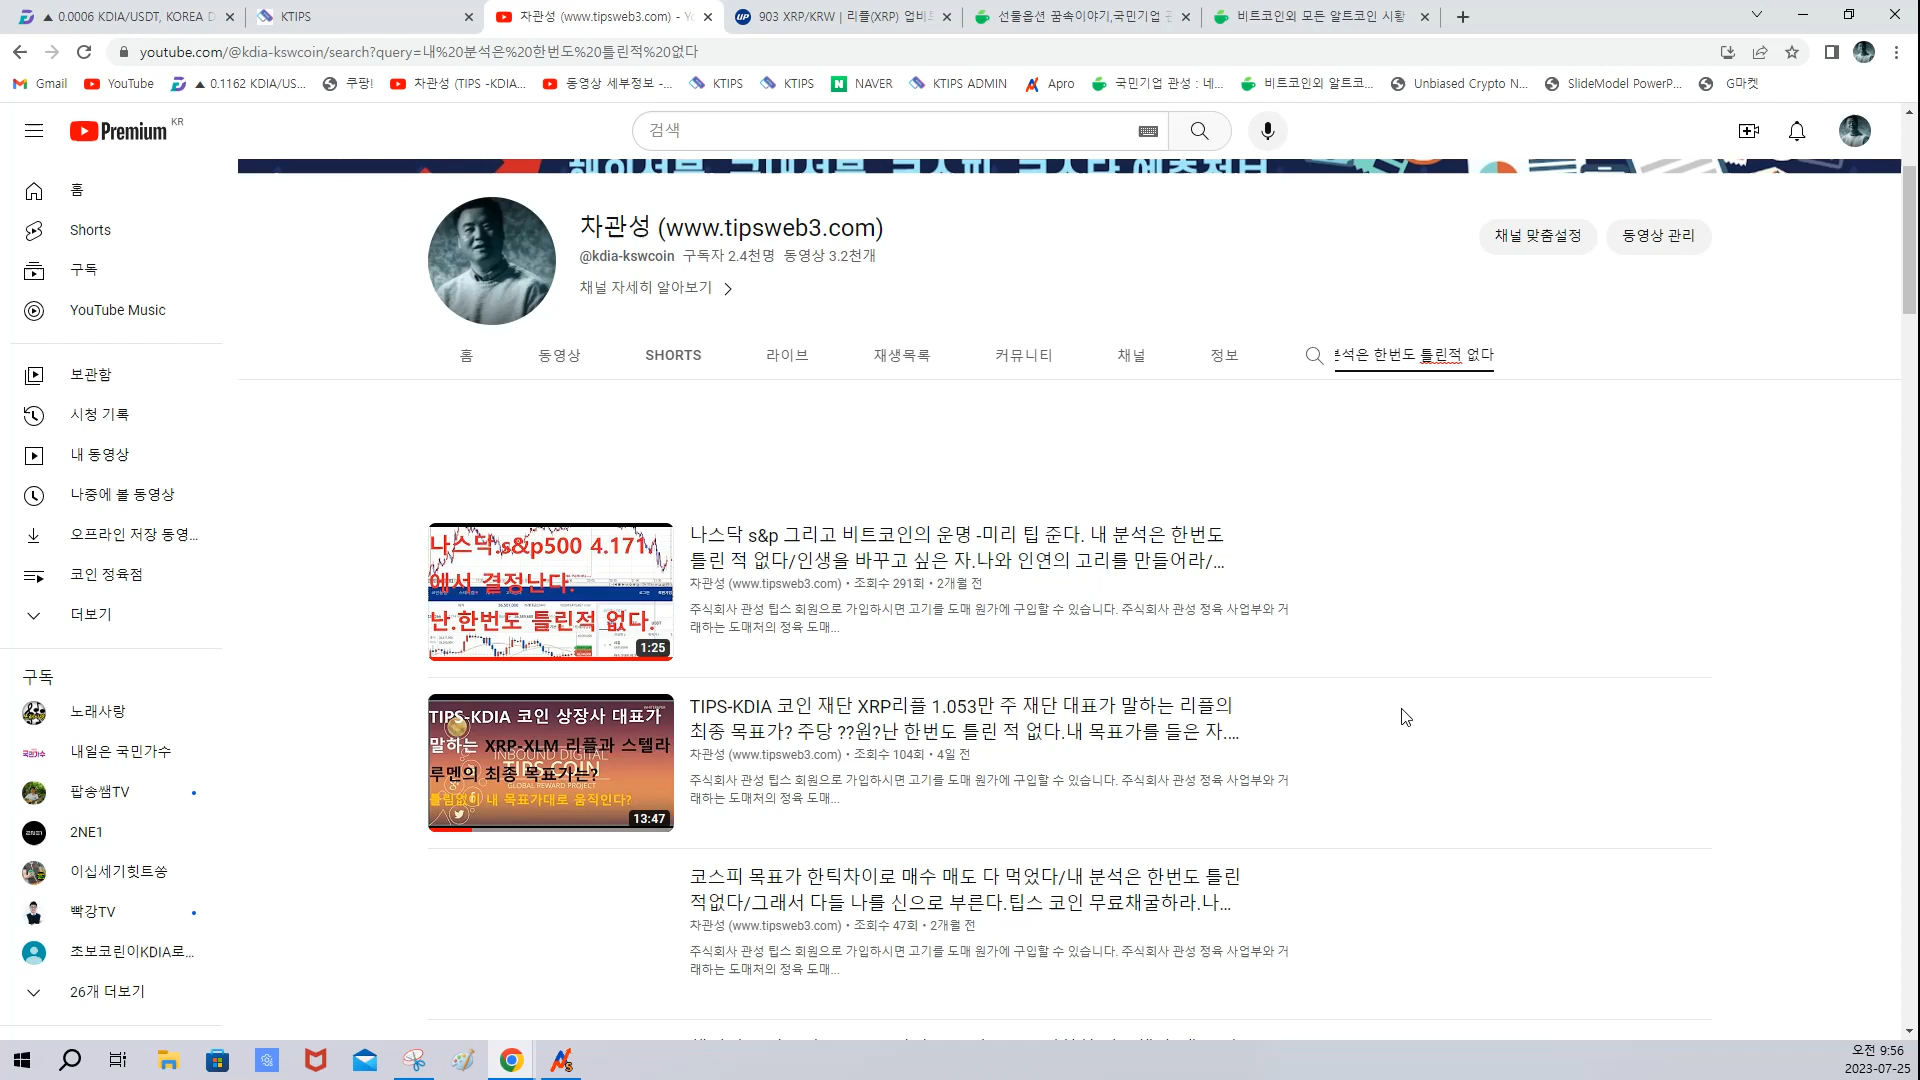 ▲ 0.0006 KDIA/USDT, KOREA D
KTIPS
차관성 (www.tipsweb3.com) - Yo
903 XRP/KRW | 리플(XRP) 업비트
선물옵션 꿈속이야기,국민기업 관
비트코인외 모든 알트코인 시황
youtube.com/@kdia-kswcoin/search?query=내%20분석은%20한번도%20틀린적%20없다
Gmail
YouTube
▲ 0.1162 KDIA/US...
쿠팡!
차관성 (TIPS -KDIA...
동영상 세부정보 -...
KTIPS
KTIPS
NAVER
KTIPS ADMIN
Apro
국민기업 관성 : 네...
비트코인외 알트코...
Unbiased Crypto N...
SlideModel PowerP...
G마켓
Premium KR
검색
홈
Shorts
구독
YouTube Music
보관함
시청 기록
내 동영상
나중에 볼 동영상
오프라인 저장 동영...
코인 정육점
더보기
구독
노래사랑
내일은 국민가수
팝송쌤TV
2NE1
이십세기힛트쏭
빡강TV
초보코린이KDIA로...
26개 더보기
차관성 (www.tipsweb3.com)
@kdia-kswcoin 구독자 2.4천명 동영상 3.2천개
채널 자세히 알아보기
채널 맞춤설정
동영상 관리
홈
동영상
SHORTS
라이브
재생목록
커뮤니티
채널
정보
분석은 한번도 틀린적 없다
나스닥.s&p500 4.171.
에서 결정난다.
난.한번도 틀린적 없다.
1:25
나스닥 s&p 그리고 비트코인의 운명 -미리 팁 준다. 내 분석은 한번도
틀린 적 없다/인생을 바꾸고 싶은 자.나와 인연의 고리를 만들어라/...
차관성 (www.tipsweb3.com) • 조회수 291회 • 2개월 전
주식회사 관성 팁스 회원으로 가입하시면 고기를 도매 원가에 구입할 수 있습니다. 주식회사 관성 정육 사업부와 거
래하는 도매처의 정육 도매...
TIPS-KDIA 코인 상장사 대표가
말하는 XRP-XLM 리플과 스텔라
INBOUND DIGITAL
TIPS COIN
루멘의 최종 목표가는?
GLOBAL REWARD PROJECT
틀림없이 내 목표가대로 움직인다?
13:47
TIPS-KDIA 코인 재단 XRP리플 1.053만 주 재단 대표가 말하는 리플의
최종 목표가? 주당 ??원?난 한번도 틀린 적 없다.내 목표가를 들은 자....
차관성 (www.tipsweb3.com) • 조회수 104회 • 4일 전
주식회사 관성 팁스 회원으로 가입하시면 고기를 도매 원가에 구입할 수 있습니다. 주식회사 관성 정육 사업부와 거
래하는 도매처의 정육 도매...
코스피 목표가 한틱차이로 매수 매도 다 먹었다/내 분석은 한번도 틀린
적없다/그래서 다들 나를 신으로 부른다.팁스 코인 무료채굴하라.나...
차관성 (www.tipsweb3.com) • 조회수 47회 • 2개월 전
주식회사 관성 팁스 회원으로 가입하시면 고기를 도매 원가에 구입할 수 있습니다. 주식회사 관성 정육 사업부와 거
래하는 도매처의 정육 도매...
오전 9:56
2023-07-25